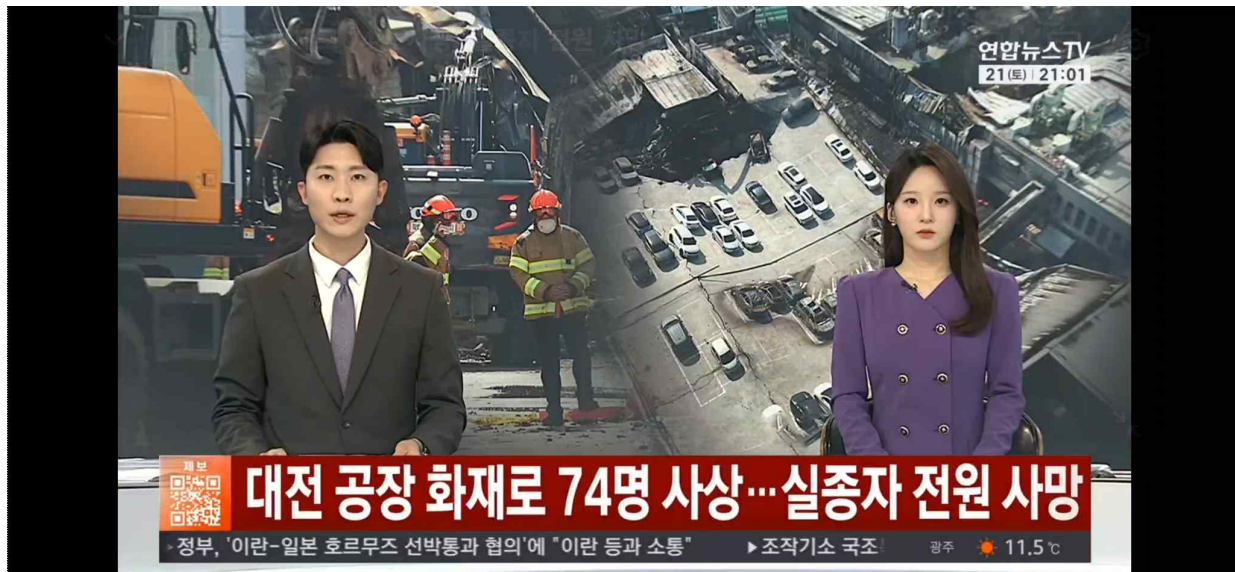 연합뉴스TV
21(토) 21:01
VOLVO
제보
대전 공장 화재로 74명 사상…실종자 전원 사망
정부, '이란-일본 호르무즈 선박통과 협의'에 "이란 등과 소통" ▶조작기소 국조
광주 11.5℃